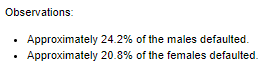 Observations:
• Approximately 24.2% of the males defaulted.
• Approximately 20.8% of the females defaulted.